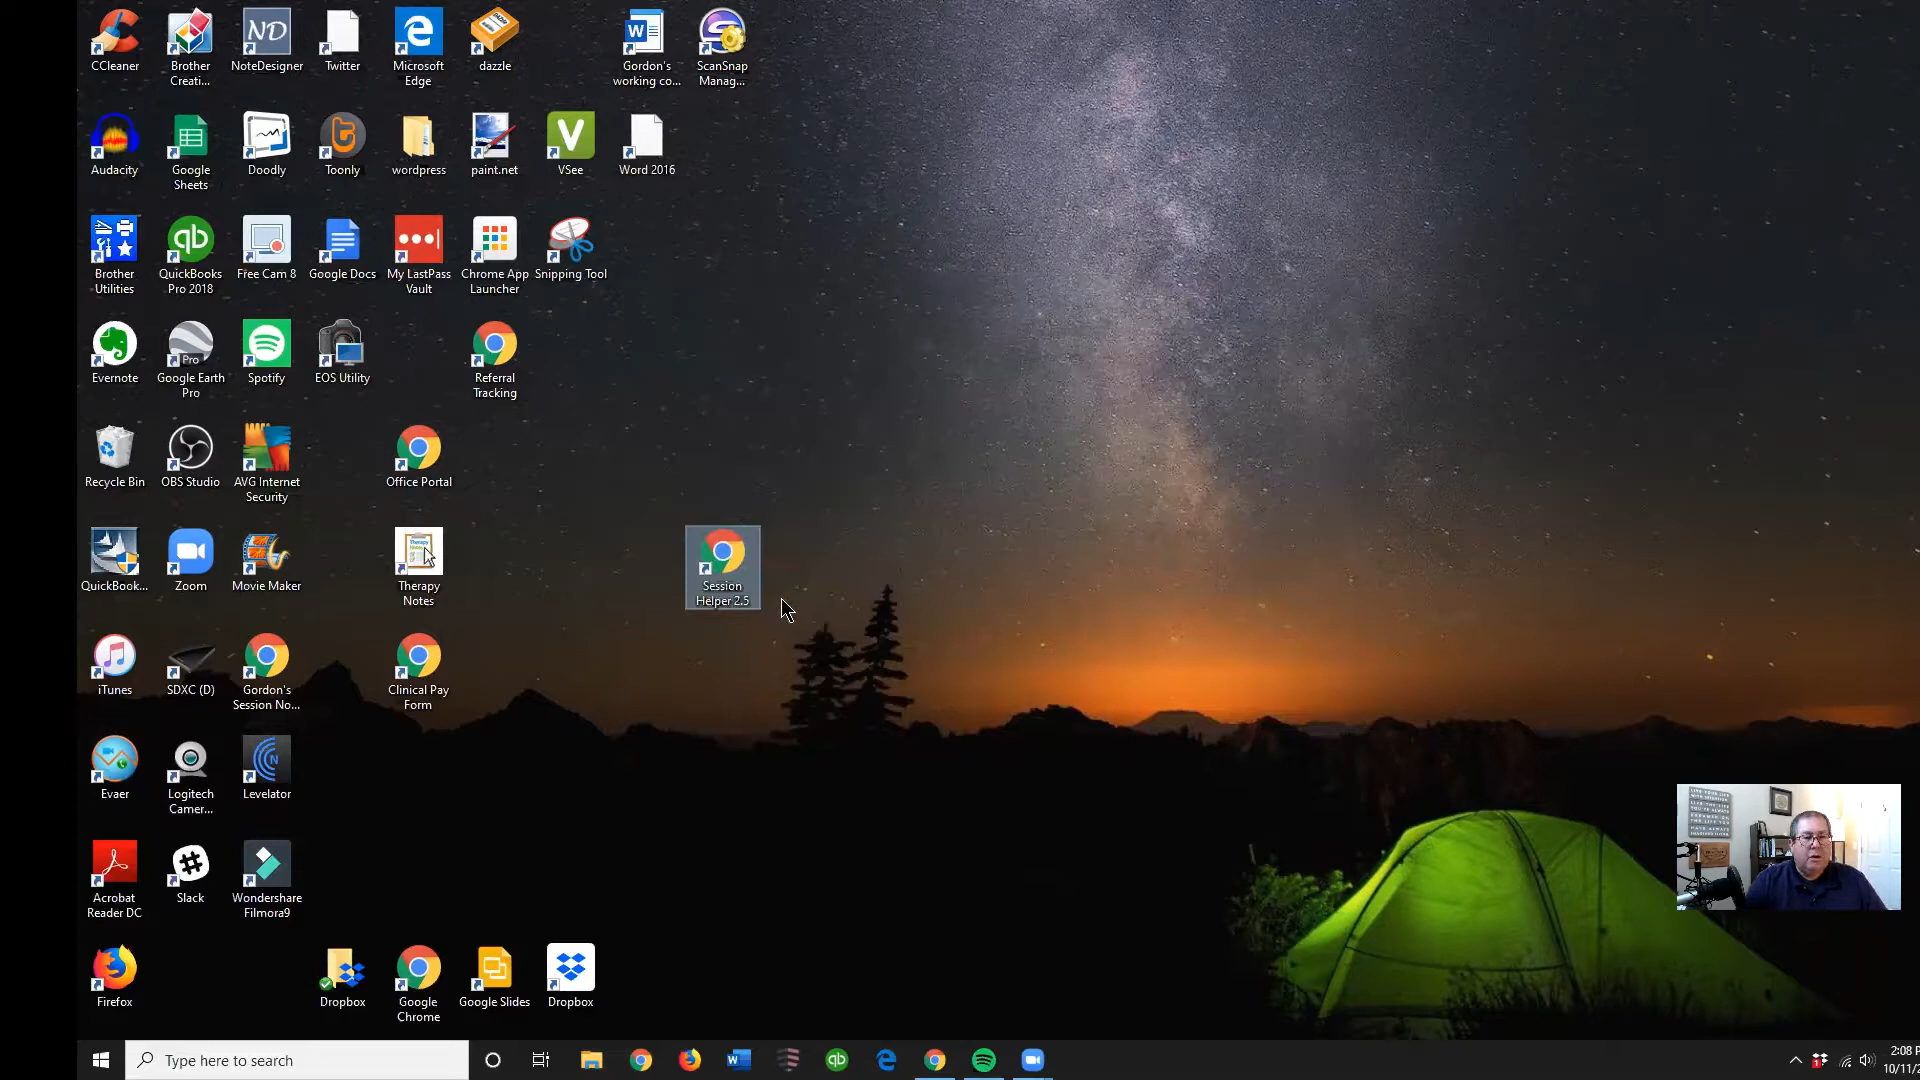 CCleaner
Brother
Creati...
NoteDesigner
Twitter
Microsoft
Edge
dazzle
Gordon's
working co...
ScanSnap
Manag...
Audacity
Google
Sheets
Doodly
Toonly
wordpress
paint.net
VSee
Word 2016
Brother
Utilities
QuickBooks
Pro 2018
Free Cam 8
Google Docs
My LastPass
Vault
Chrome App
Launcher
Snipping Tool
Evernote
Google Earth
Pro
Spotify
EOS Utility
Referral
Tracking
Recycle Bin
OBS Studio
AVG Internet
Security
Office Portal
QuickBook...
Zoom
Movie Maker
Therapy
Notes
Session
Helper 2.5
iTunes
SDXC (D)
Gordon's
Session No...
Clinical Pay
Form
Evaer
Logitech
Camer...
Levelator
Acrobat
Reader DC
Slack
Wondershare
Filmora9
Firefox
Dropbox
Google
Chrome
Google Slides
Dropbox
Type here to search
2:08 P
10/11/2